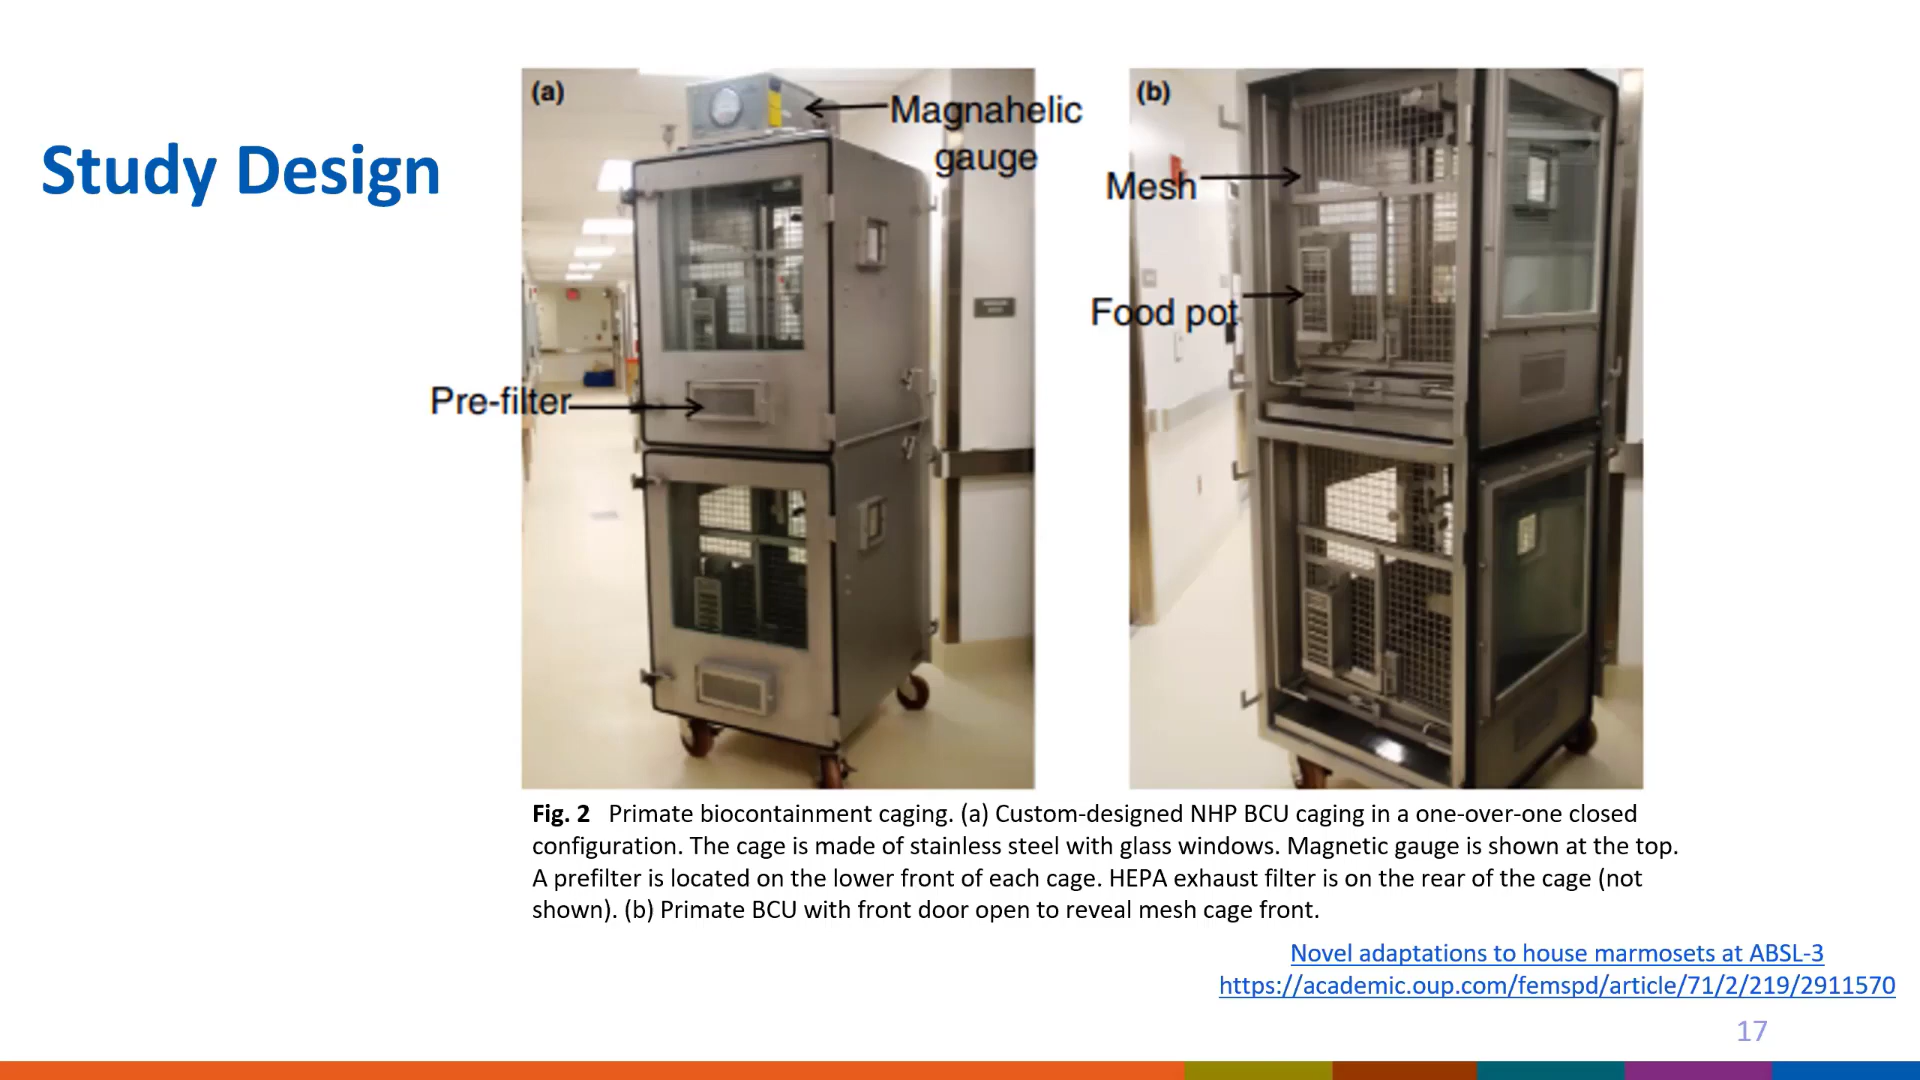 Study Design
(a)
Magnahelic
gauge
Pre-filter
(b)
Mesh
Food pot
Fig. 2 Primate biocontainment caging. (a) Custom-designed NHP BCU caging in a one-over-one closed
configuration. The cage is made of stainless steel with glass windows. Magnetic gauge is shown at the top.
A prefilter is located on the lower front of each cage. HEPA exhaust filter is on the rear of the cage (not
shown). (b) Primate BCU with front door open to reveal mesh cage front.
Novel adaptations to house marmosets at ABSL-3
https://academic.oup.com/femspd/article/71/2/219/2911570
17